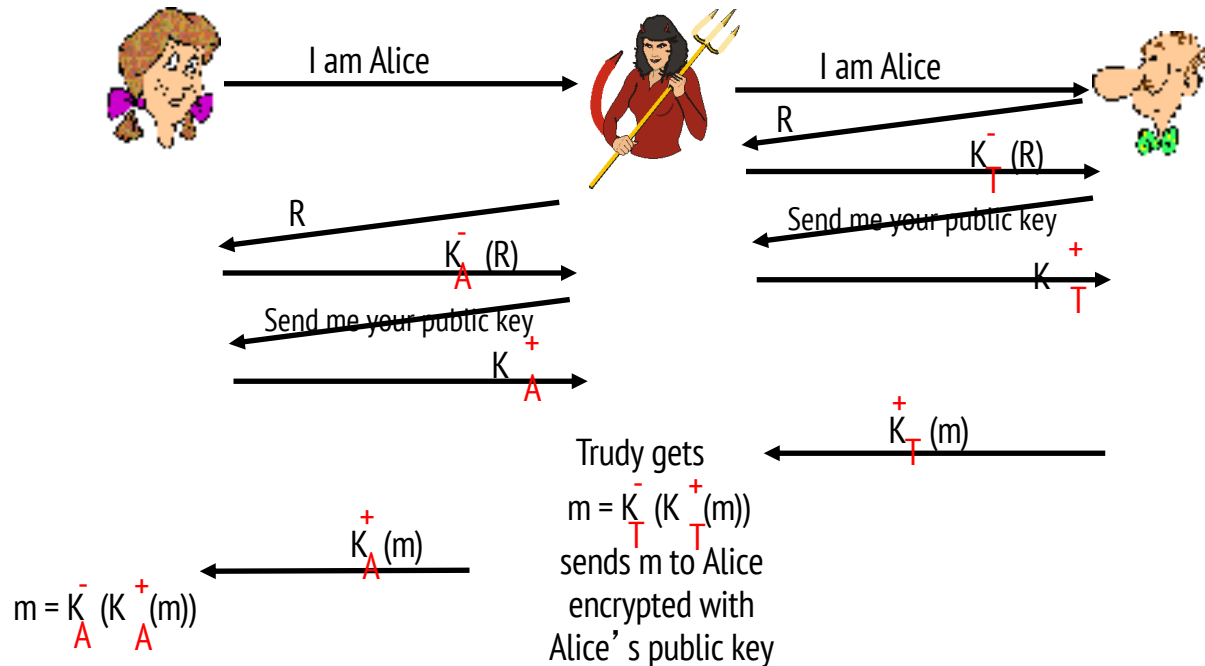 I am Alice
I am Alice
R
K⁻T (R)
R
Send me your public key
K⁻A (R)
K⁺T
Send me your public key
K⁺A
K⁺T (m)
Trudy gets
m = K⁻T (K⁺T(m))
sends m to Alice
encrypted with
Alice’s public key
K⁺A (m)
m = K⁻A (K⁺A(m))